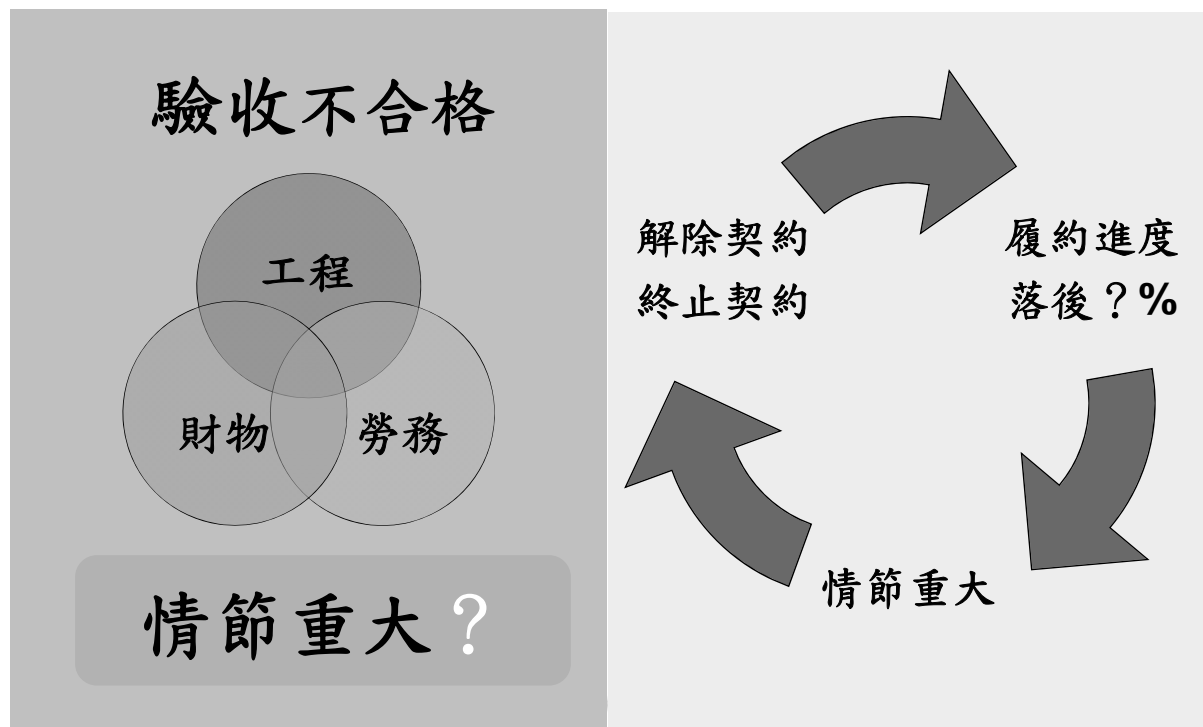 驗收不合格
工程
財物
勞務
情節重大？
解除契約
終止契約
履約進度
落後？%
情節重大